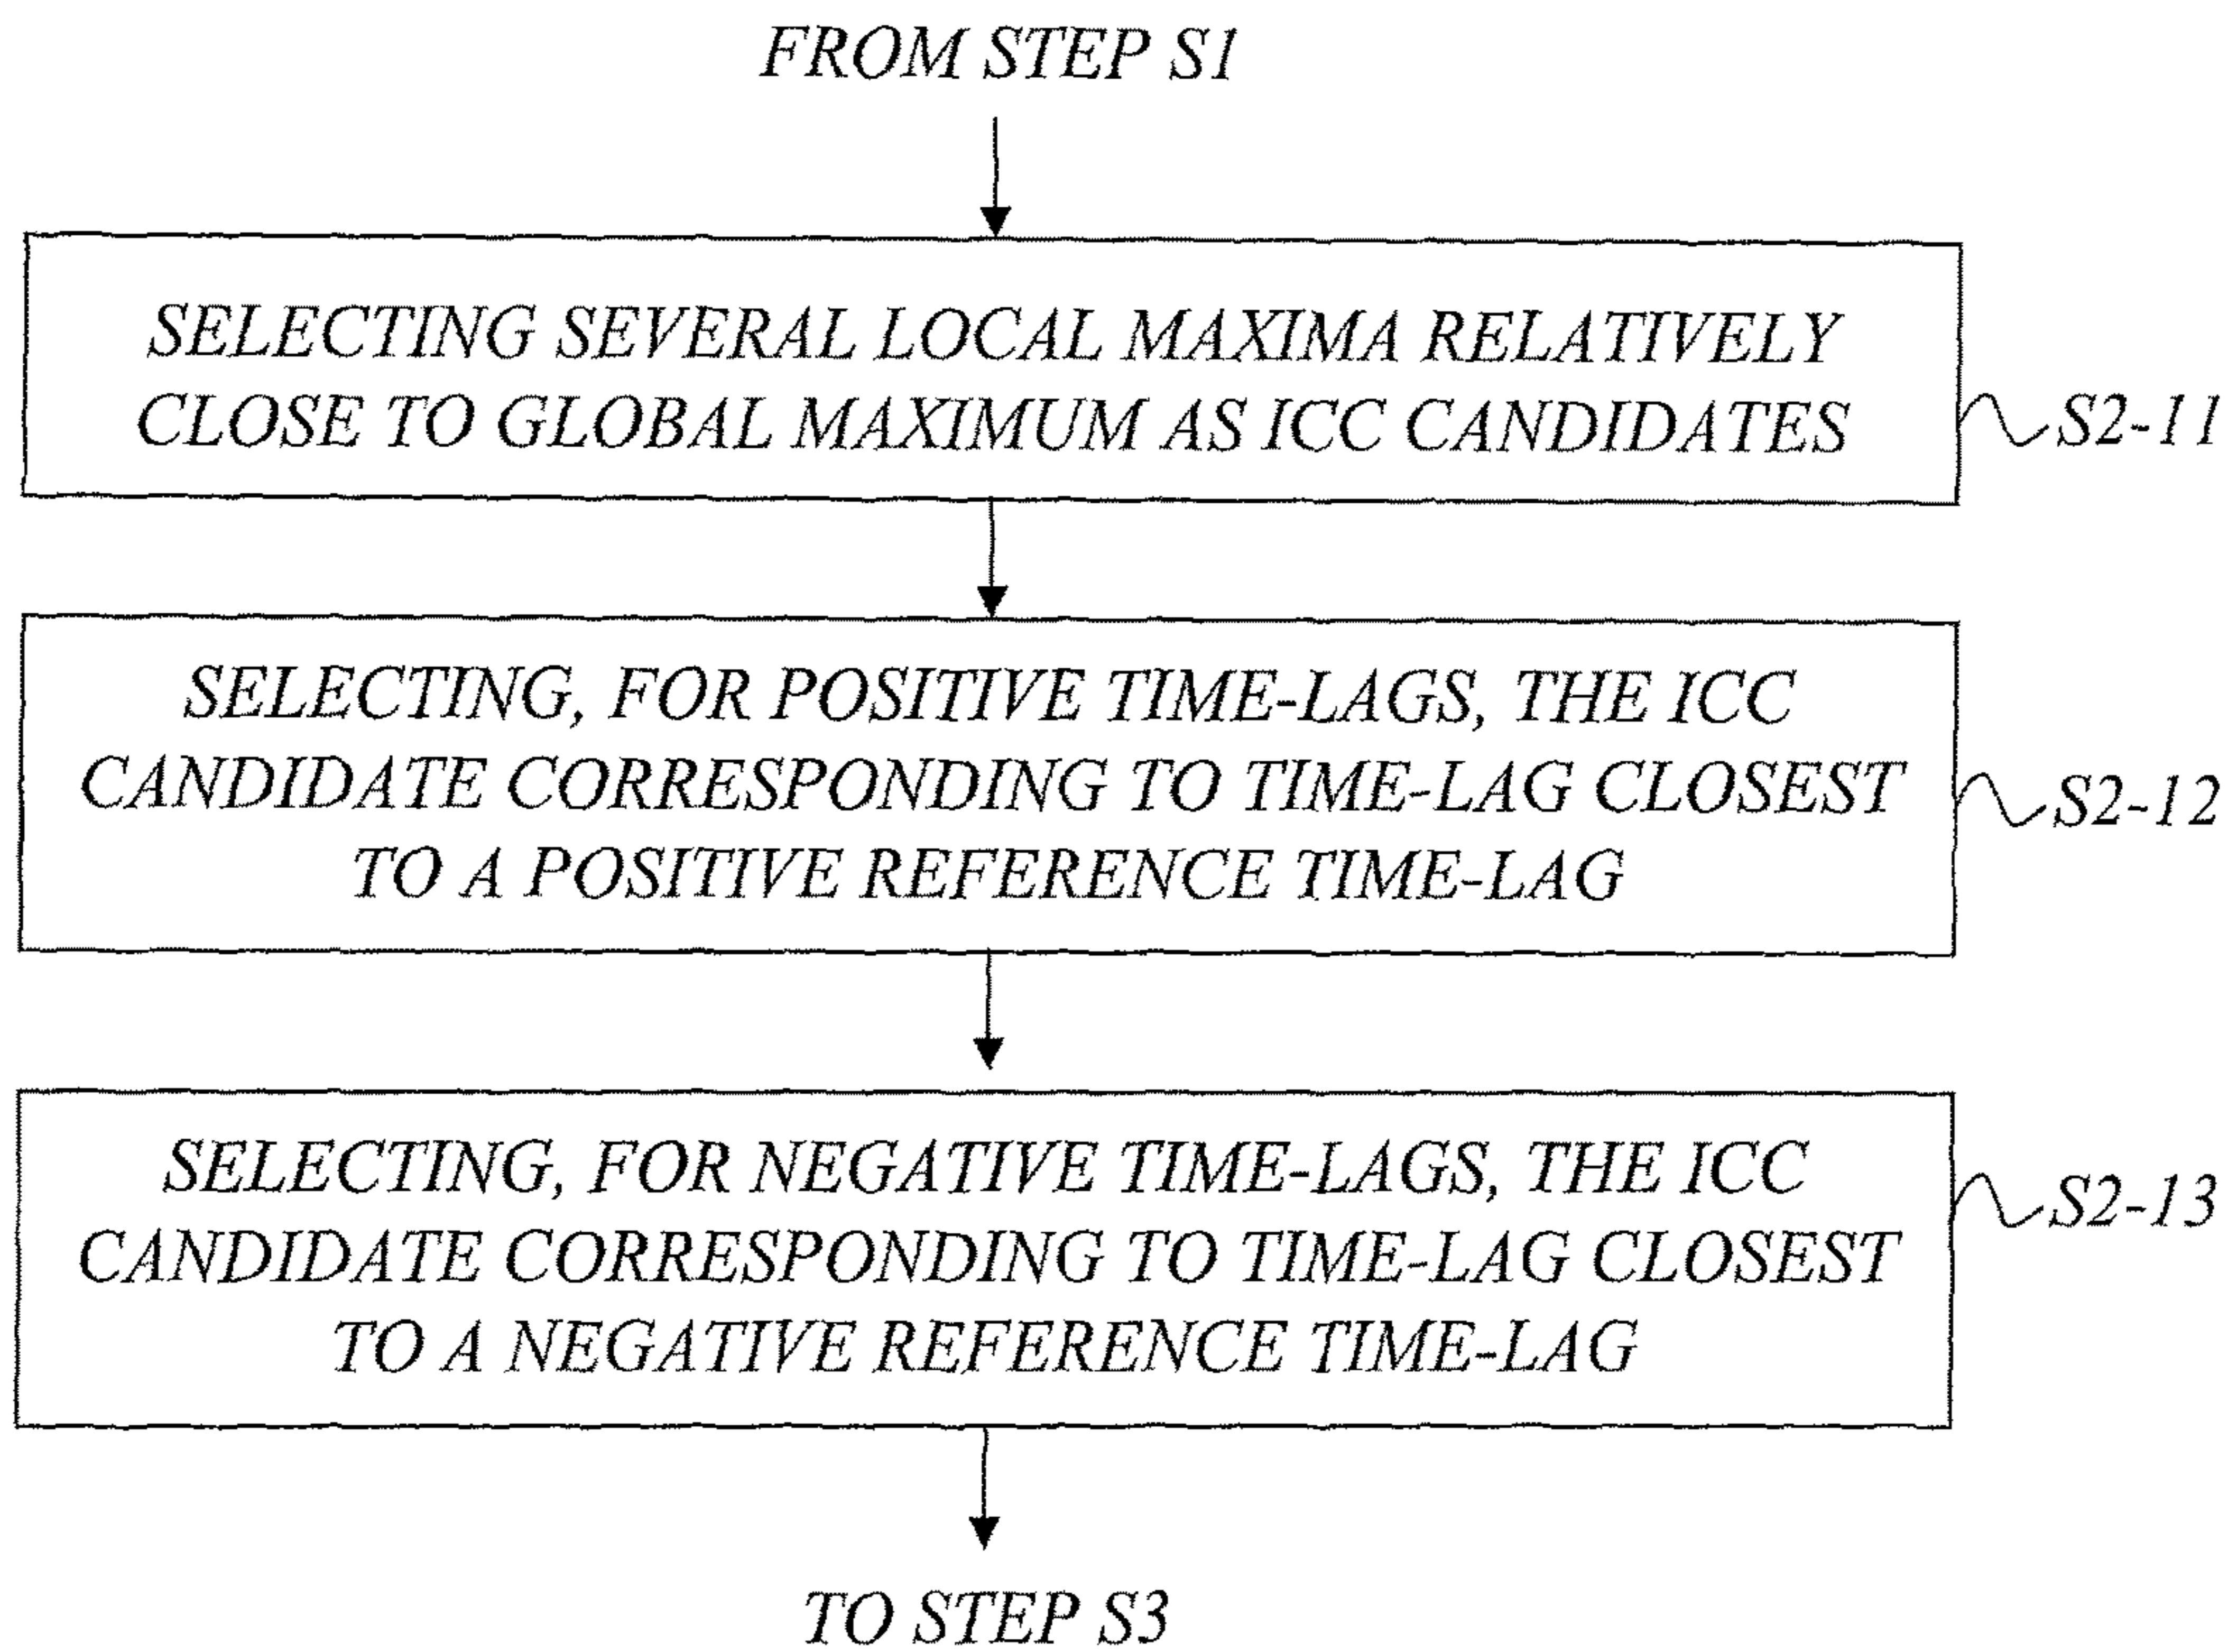 FROM STEP S1
SELECTING SEVERAL LOCAL MAXIMA RELATIVELY
CLOSE TO GLOBAL MAXIMUM AS ICC CANDIDATES
S2-11
SELECTING, FOR POSITIVE TIME-LAGS, THE ICC
CANDIDATE CORRESPONDING TO TIME-LAG CLOSEST
TO A POSITIVE REFERENCE TIME-LAG
S2-12
SELECTING, FOR NEGATIVE TIME-LAGS, THE ICC
CANDIDATE CORRESPONDING TO TIME-LAG CLOSEST
TO A NEGATIVE REFERENCE TIME-LAG
S2-13
TO STEP S3